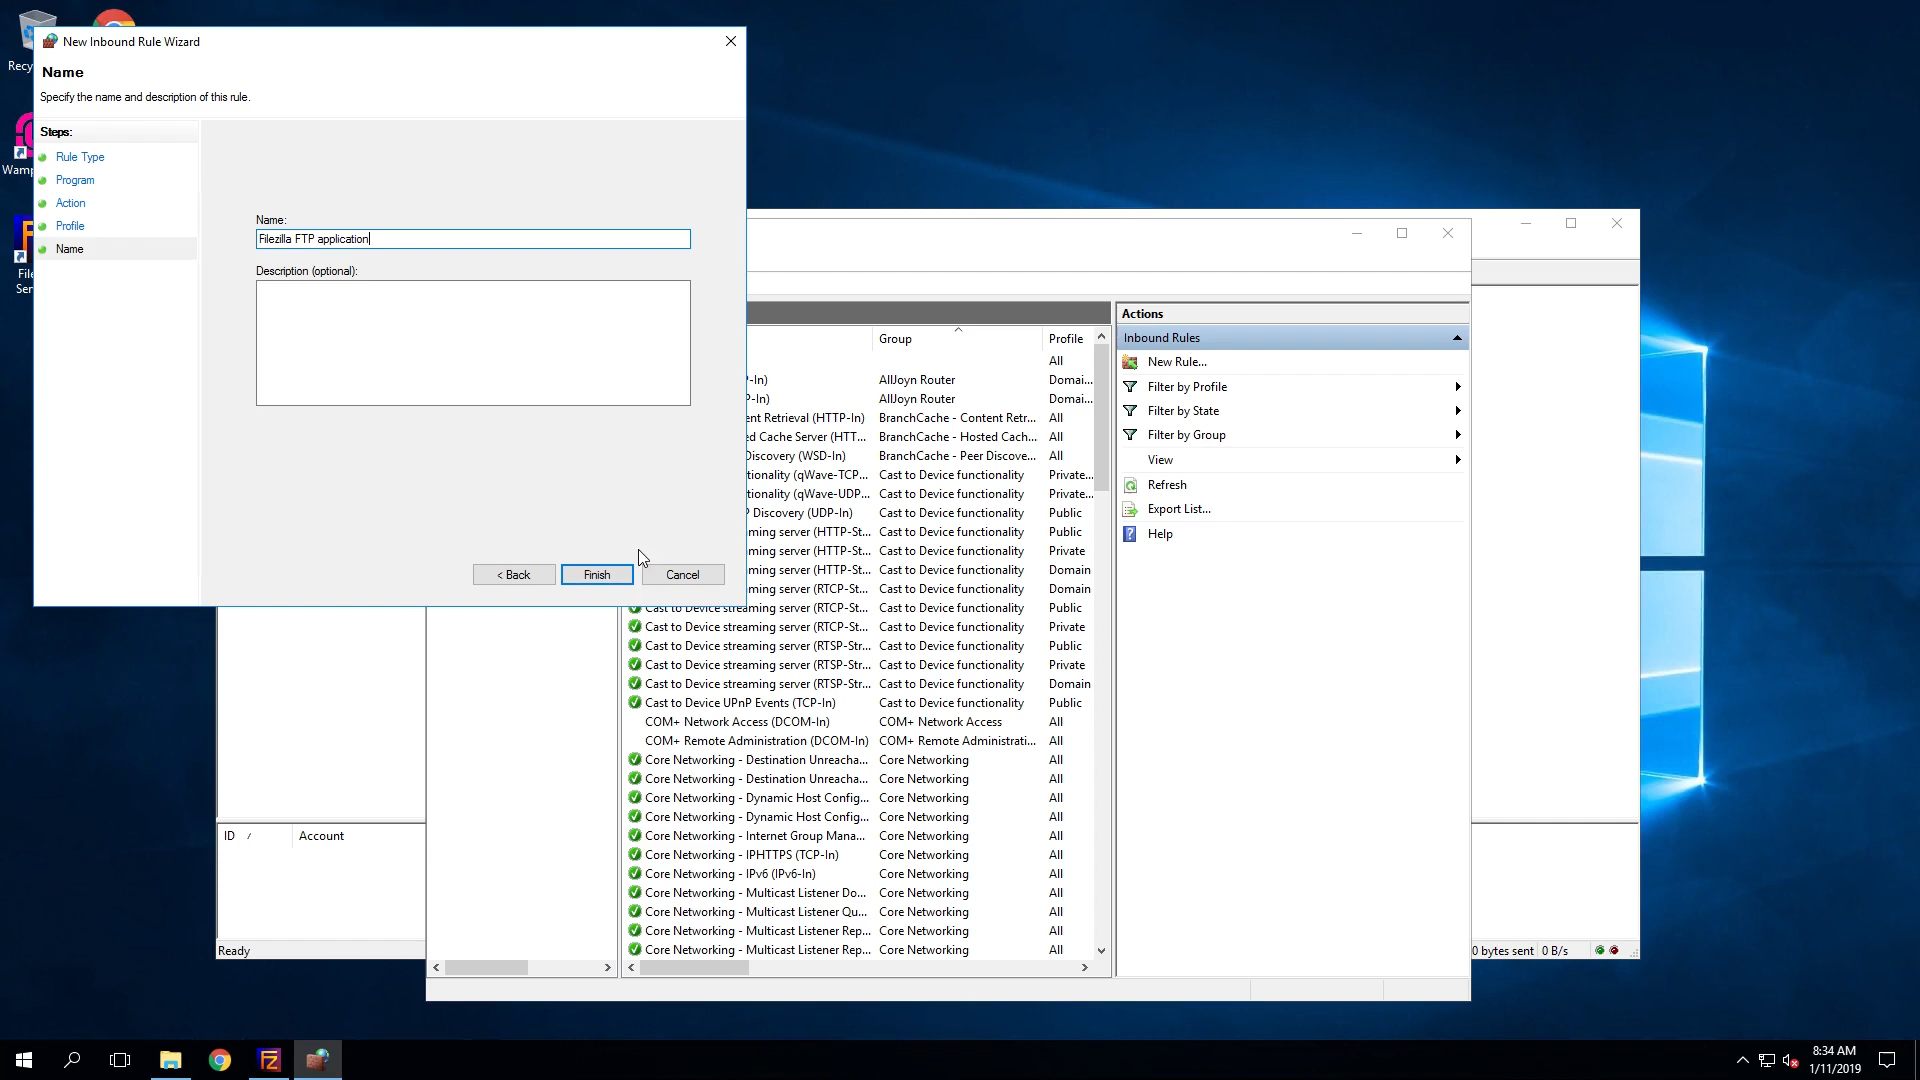 Recy
Wamp
File
Ser
New Inbound Rule Wizard
Name
Specify the name and description of this rule.
Steps:
Rule Type
Program
Action
Profile
Name
Name:
Filezilla FTP application
Description (optional):
< Back
Finish
Cancel
Group
Profile
All
P-In)
AllJoyn Router
Domai...
P-In)
AllJoyn Router
Domai...
ent Retrieval (HTTP-In)
BranchCache - Content Retr...
All
ed Cache Server (HTT...
BranchCache - Hosted Cach...
All
Discovery (WSD-In)
BranchCache - Peer Discove...
All
tionality (qWave-TCP...
Cast to Device functionality
Private...
tionality (qWave-UDP...
Cast to Device functionality
Private...
P Discovery (UDP-In)
Cast to Device functionality
Public
ming server (HTTP-St...
Cast to Device functionality
Public
ming server (HTTP-St...
Cast to Device functionality
Private
ming server (HTTP-St...
Cast to Device functionality
Domain
ming server (RTCP-St...
Cast to Device functionality
Domain
Cast to Device streaming server (RTCP-St...
Cast to Device functionality
Public
Cast to Device streaming server (RTCP-St...
Cast to Device functionality
Private
Cast to Device streaming server (RTSP-Str...
Cast to Device functionality
Public
Cast to Device streaming server (RTSP-Str...
Cast to Device functionality
Private
Cast to Device streaming server (RTSP-Str...
Cast to Device functionality
Domain
Cast to Device UPnP Events (TCP-In)
Cast to Device functionality
Public
COM+ Network Access (DCOM-In)
COM+ Network Access
All
COM+ Remote Administration (DCOM-In)
COM+ Remote Administrati...
All
Core Networking - Destination Unreacha...
Core Networking
All
Core Networking - Destination Unreacha...
Core Networking
All
Core Networking - Dynamic Host Config...
Core Networking
All
Core Networking - Dynamic Host Config...
Core Networking
All
Core Networking - Internet Group Mana...
Core Networking
All
Core Networking - IPHTTPS (TCP-In)
Core Networking
All
Core Networking - IPv6 (IPv6-In)
Core Networking
All
Core Networking - Multicast Listener Do...
Core Networking
All
Core Networking - Multicast Listener Qu...
Core Networking
All
Core Networking - Multicast Listener Rep...
Core Networking
All
Core Networking - Multicast Listener Rep...
Core Networking
All
Actions
Inbound Rules
New Rule...
Filter by Profile
Filter by State
Filter by Group
View
Refresh
Export List...
Help
ID
Account
Ready
0 bytes sent
0 B/s
8:34 AM
1/11/2019